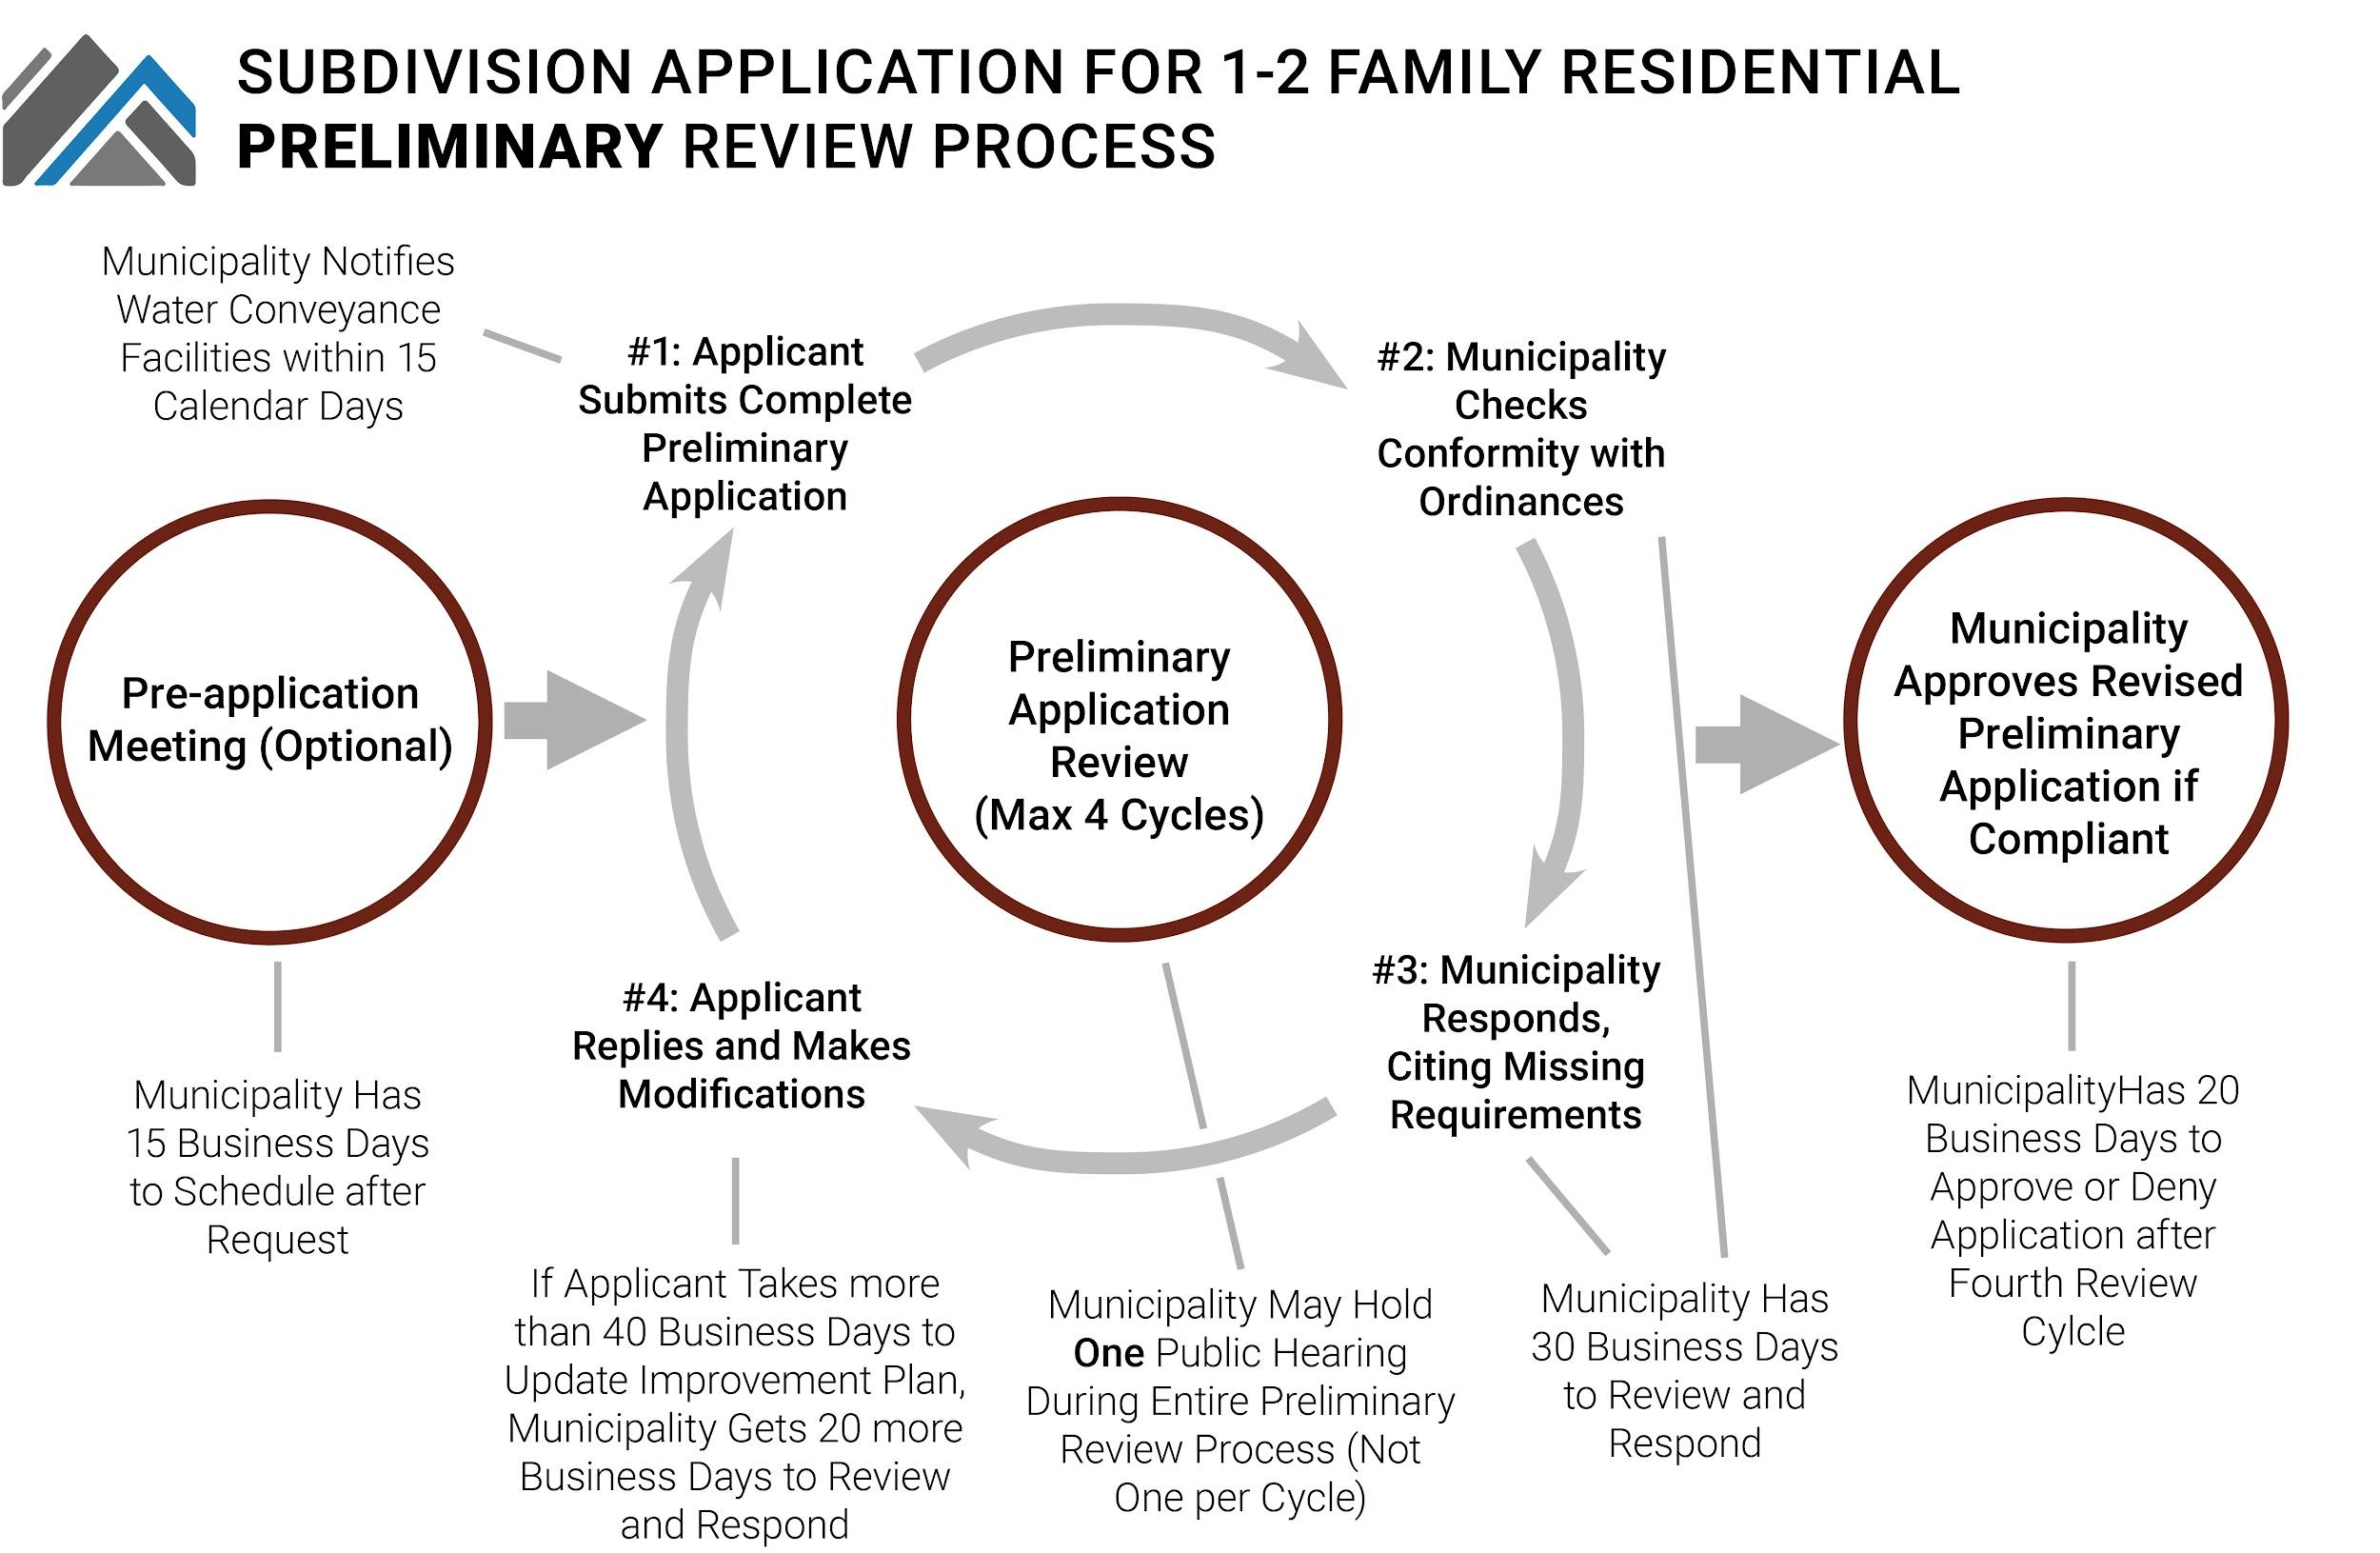 SUBDIVISION APPLICATION FOR 1-2 FAMILY RESIDENTIAL
PRELIMINARY REVIEW PROCESS
Municipality Notifies
Water Conveyance
Facilities within 15
Calendar Days
#1: Applicant
Submits Complete
Preliminary
Application
#2: Municipality
Checks
Conformity with
Ordinances
Pre-application
Meeting (Optional)
Preliminary
Application
Review
(Max 4 Cycles)
Municipality
Approves Revised
Preliminary
Application if
Compliant
#4: Applicant
Replies and Makes
Modifications
#3: Municipality
Responds,
Citing Missing
Requirements
Municipality Has
15 Business Days
to Schedule after
Request
If Applicant Takes more
than 40 Business Days to
Update Improvement Plan,
Municipality Gets 20 more
Business Days to Review
and Respond
Municipality May Hold
One Public Hearing
During Entire Preliminary
Review Process (Not
One per Cycle)
Municipality Has
30 Business Days
to Review and
Respond
MunicipalityHas 20
Business Days to
Approve or Deny
Application after
Fourth Review
Cylcle